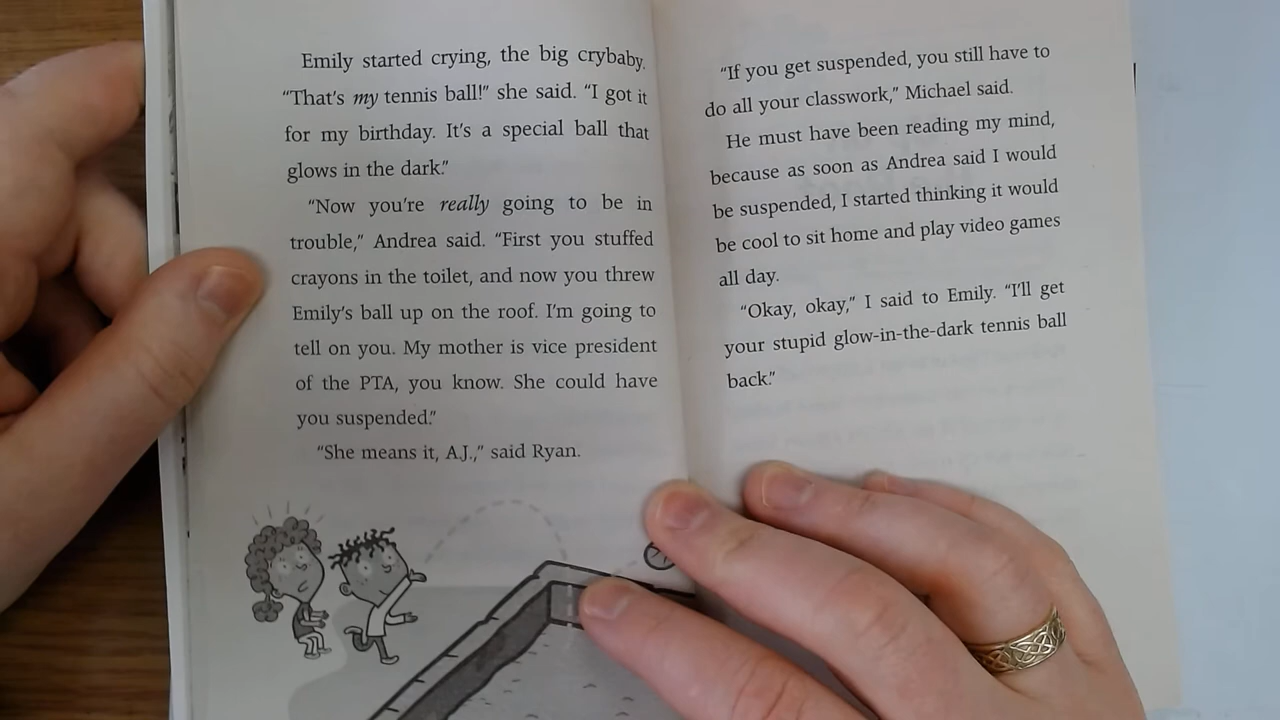 Emily started crying, the big crybaby.
“That’s my tennis ball!” she said. “I got it
for my birthday. It’s a special ball that
glows in the dark.”
“Now you’re really going to be in
trouble,” Andrea said. “First you stuffed
crayons in the toilet, and now you threw
Emily’s ball up on the roof. I’m going to
tell on you. My mother is vice president
of the PTA, you know. She could have
you suspended.”
“She means it, A.J.,” said Ryan.
“If you get suspended, you still have to
do all your classwork,” Michael said.
He must have been reading my mind,
because as soon as Andrea said I would
be suspended, I started thinking it would
be cool to sit home and play video games
all day.
“Okay, okay,” I said to Emily. “I’ll get
your stupid glow-in-the-dark tennis ball
back.”